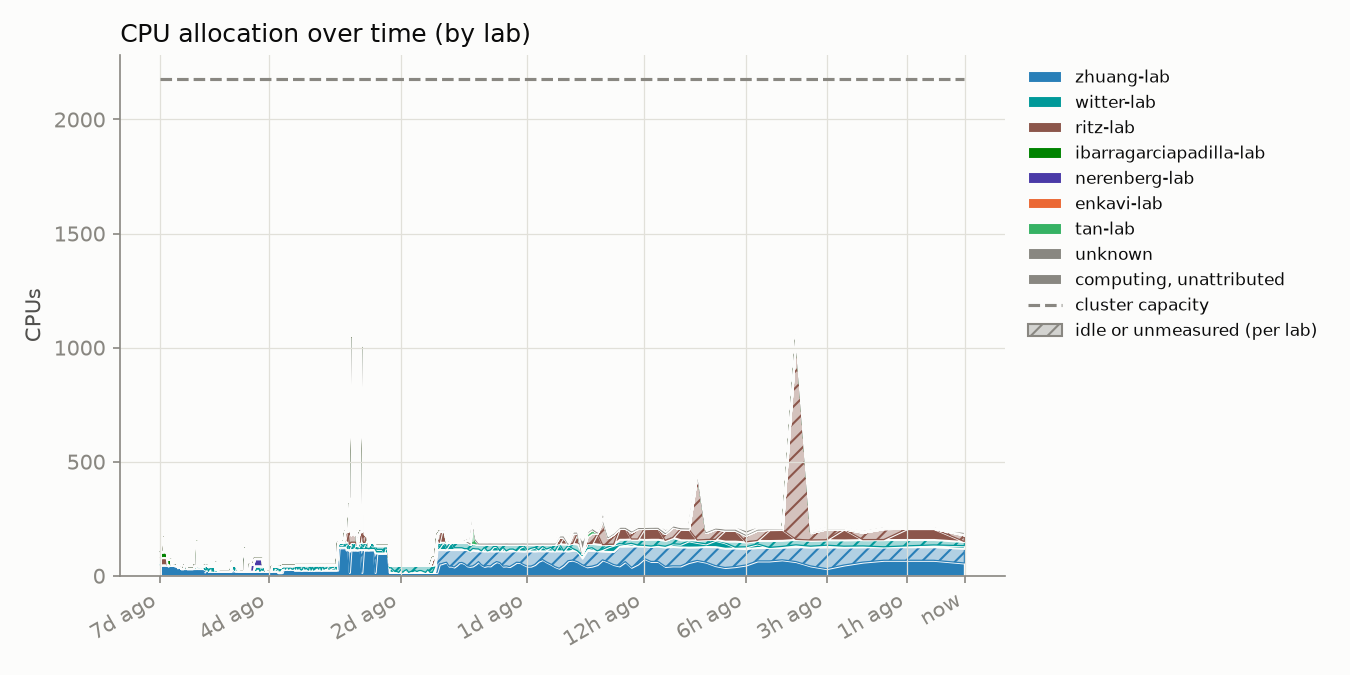 CPU allocation over time (by lab)
CPUs
2000
1500
1000
500
0
7d ago
4d ago
2d ago
1d ago
12h ago
6h ago
3h ago
1h ago
now
zhuang-lab
witter-lab
ritz-lab
ibarragarciapadilla-lab
nerenberg-lab
enkavi-lab
tan-lab
unknown
computing, unattributed
cluster capacity
idle or unmeasured (per lab)